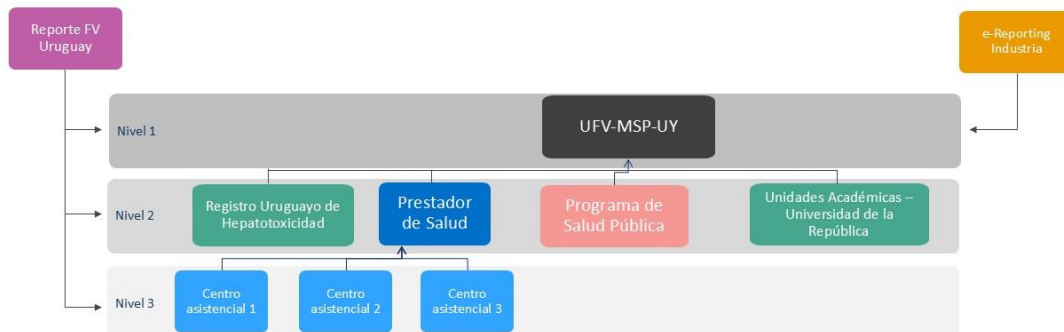 Reporte FV
Uruguay
e-Reporting
Industria
Nivel 1
UFV-MSP-UY
Nivel 2
Registro Uruguayo de
Hepatotoxicidad
Prestador
de Salud
Programa de
Salud Pública
Unidades Académicas –
Universidad de la
República
Nivel 3
Centro
asistencial 1
Centro
asistencial 2
Centro
asistencial 3